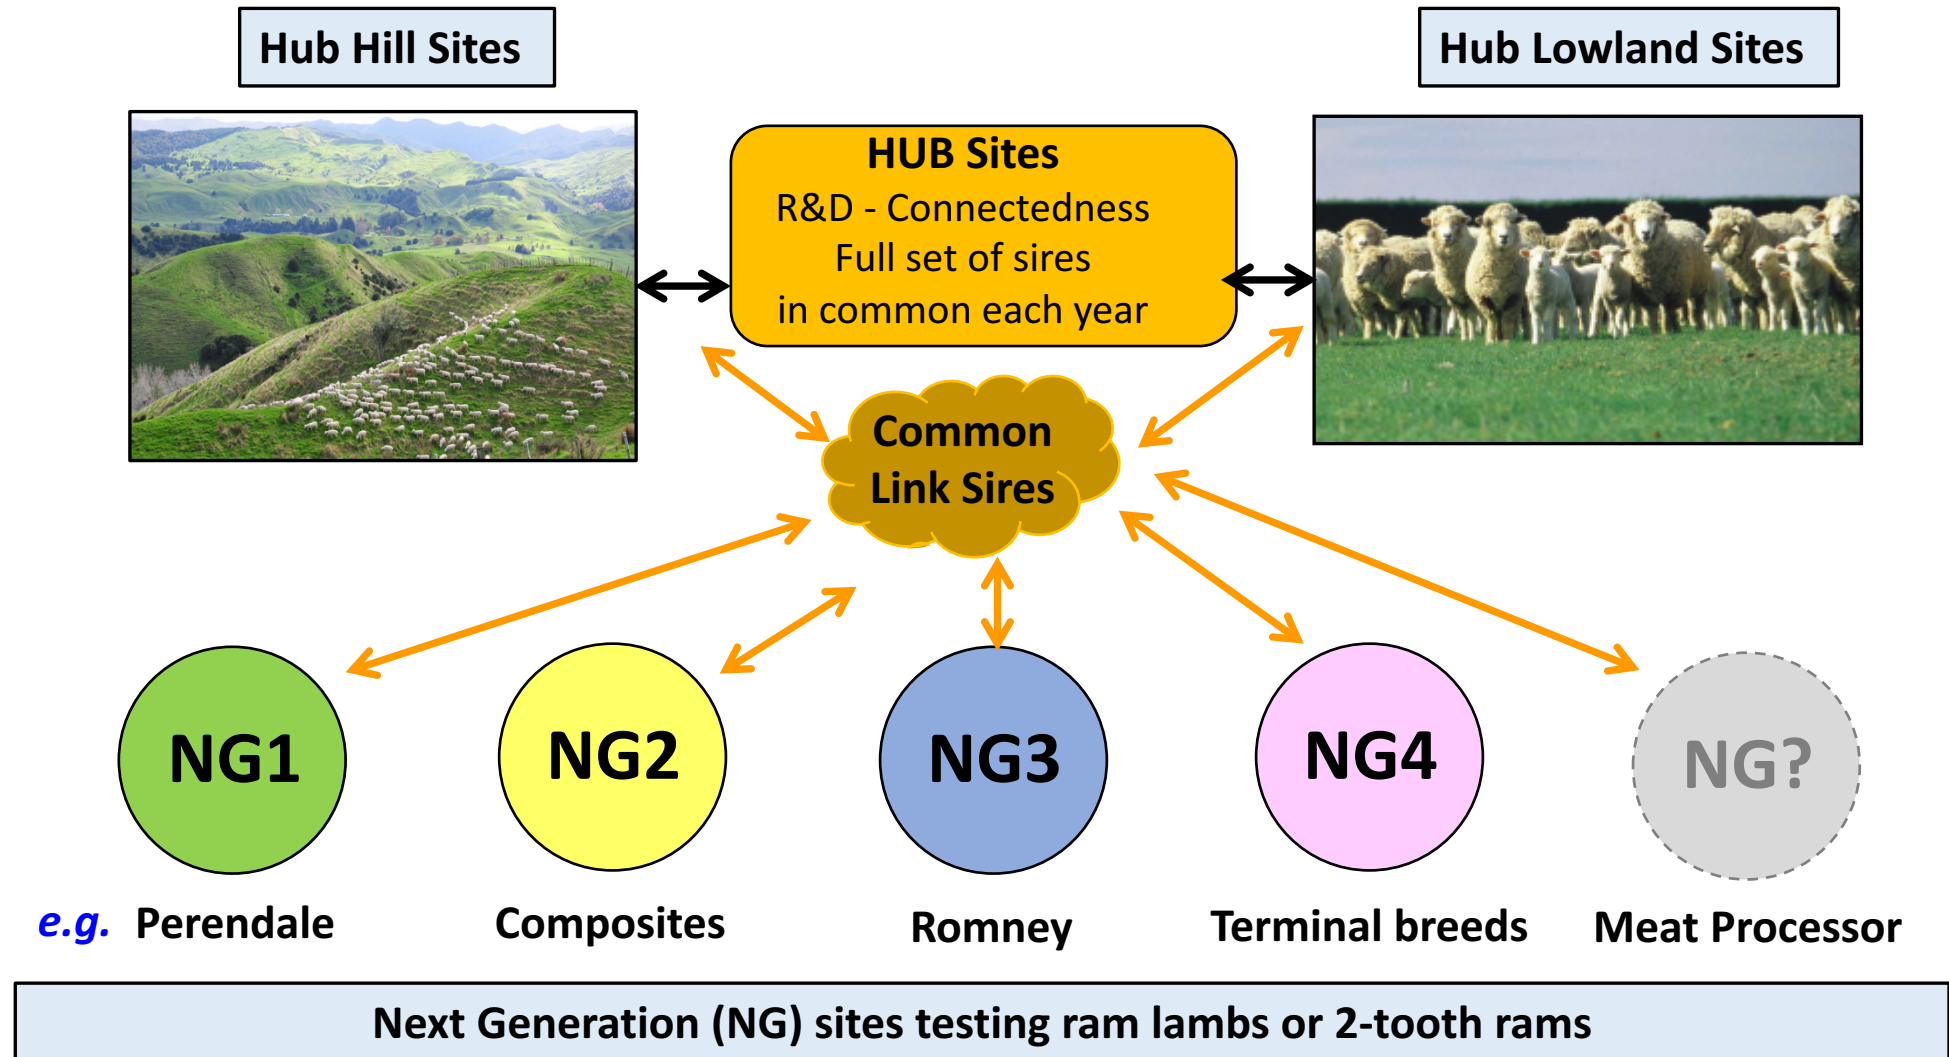 Hub Hill Sites
Hub Lowland Sites
HUB Sites
R&D - Connectedness
Full set of sires
in common each year
Common
Link Sires
NG1
NG2
NG3
NG4
NG?
e.g. Perendale
Composites
Romney
Terminal breeds
Meat Processor
Next Generation (NG) sites testing ram lambs or 2-tooth rams